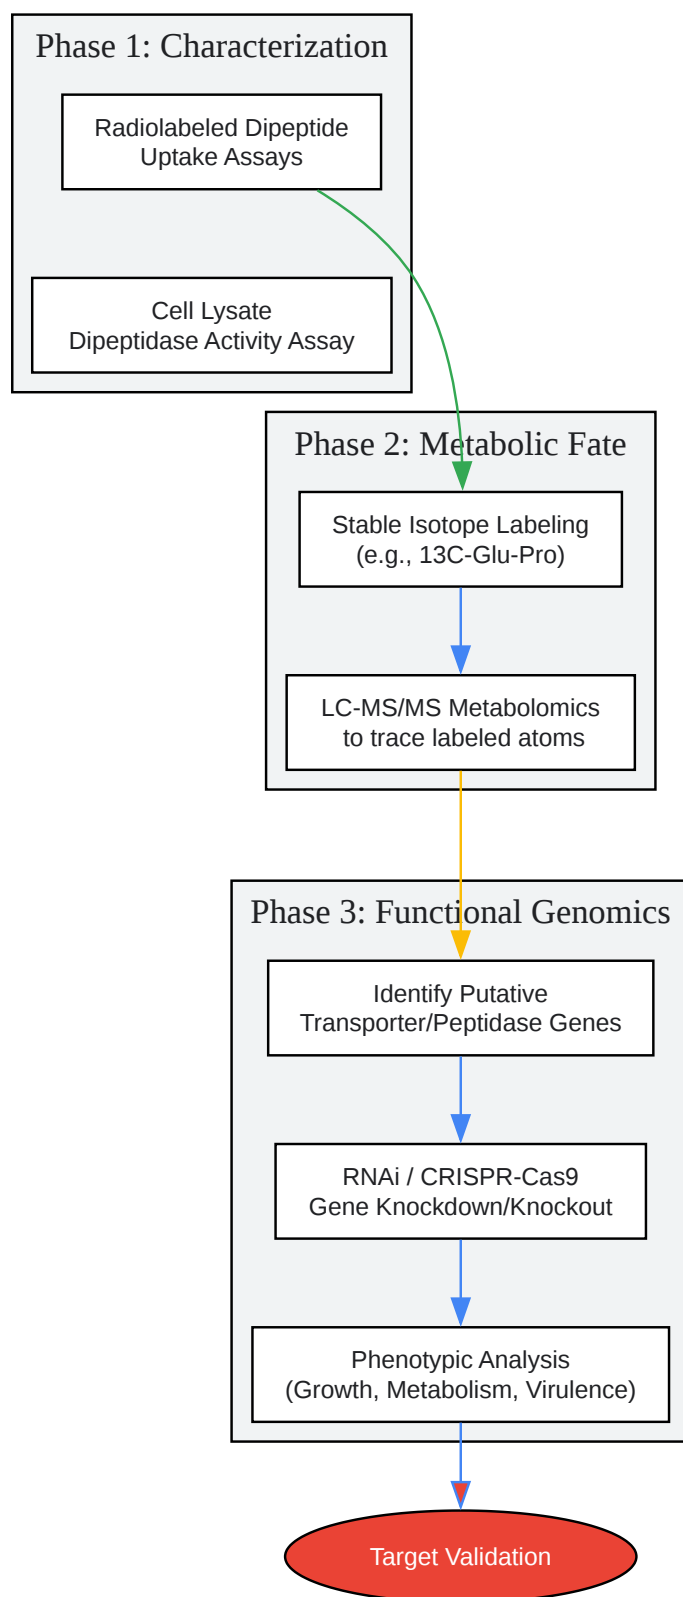 Phase 1: Characterization
Radiolabeled Dipeptide
Uptake Assays
Cell Lysate
Dipeptidase Activity Assay
Phase 2: Metabolic Fate
Stable Isotope Labeling
(e.g., 13C-Glu-Pro)
LC-MS/MS Metabolomics
to trace labeled atoms
Phase 3: Functional Genomics
Identify Putative
Transporter/Peptidase Genes
RNAi / CRISPR-Cas9
Gene Knockdown/Knockout
Phenotypic Analysis
(Growth, Metabolism, Virulence)
Target Validation